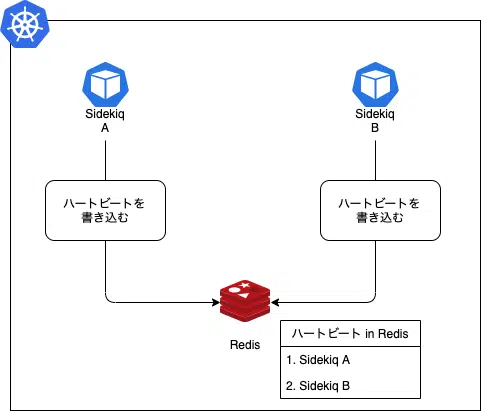 Sidekiq
A
Sidekiq
B
ハートビートを
書き込む
ハートビートを
書き込む
Redis
ハートビート in Redis
1. Sidekiq A
2. Sidekiq B